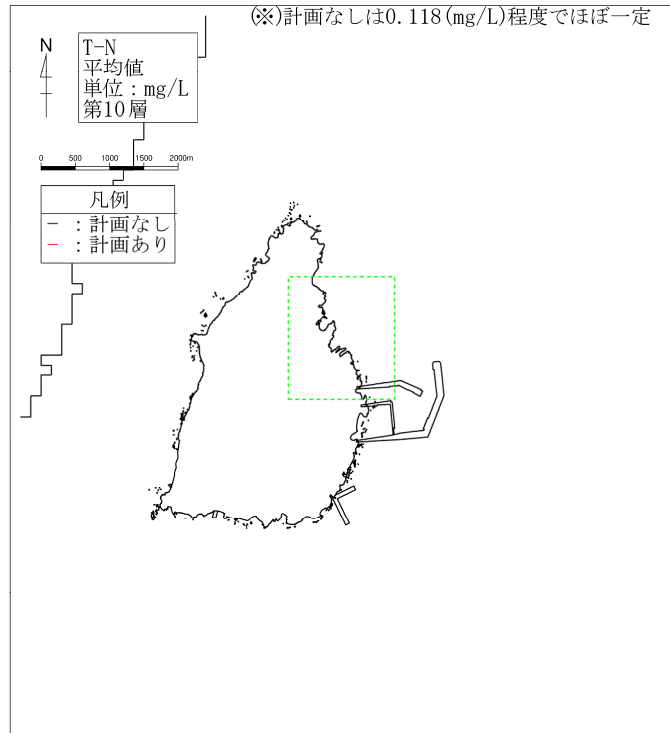 (※)計画なしは0.118(mg/L)程度でほぼ一定
N
T-N
平均値
単位：mg/L
第10層
0 500 1000 1500 2000m
凡例
− ：計画なし
− ：計画あり